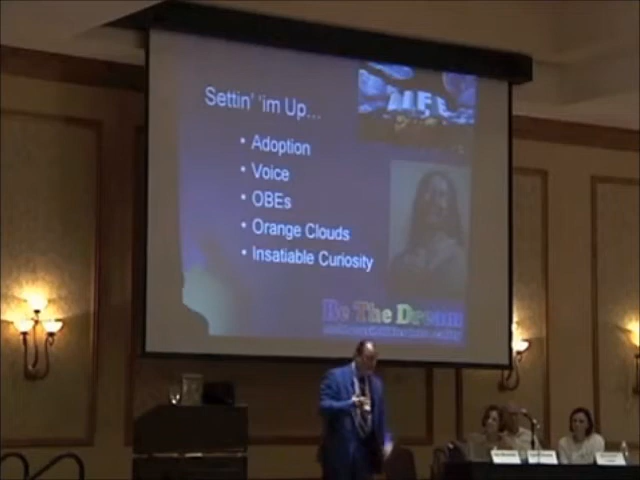 Settin' 'im Up...
• Adoption
• Voice
• OBEs
• Orange Clouds
• Insatiable Curiosity
Be The Dream